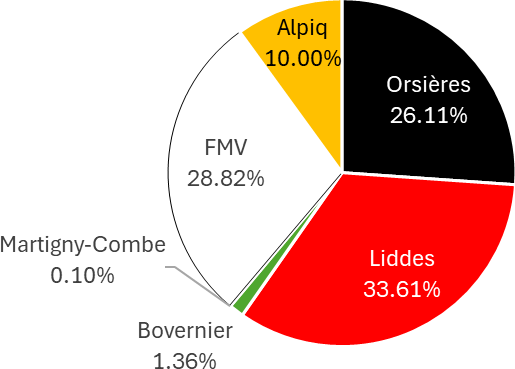 Alpiq
10.00%
Orsières
26.11%
FMV
28.82%
Martigny-Combe
0.10%
Liddes
33.61%
Bovernier
1.36%